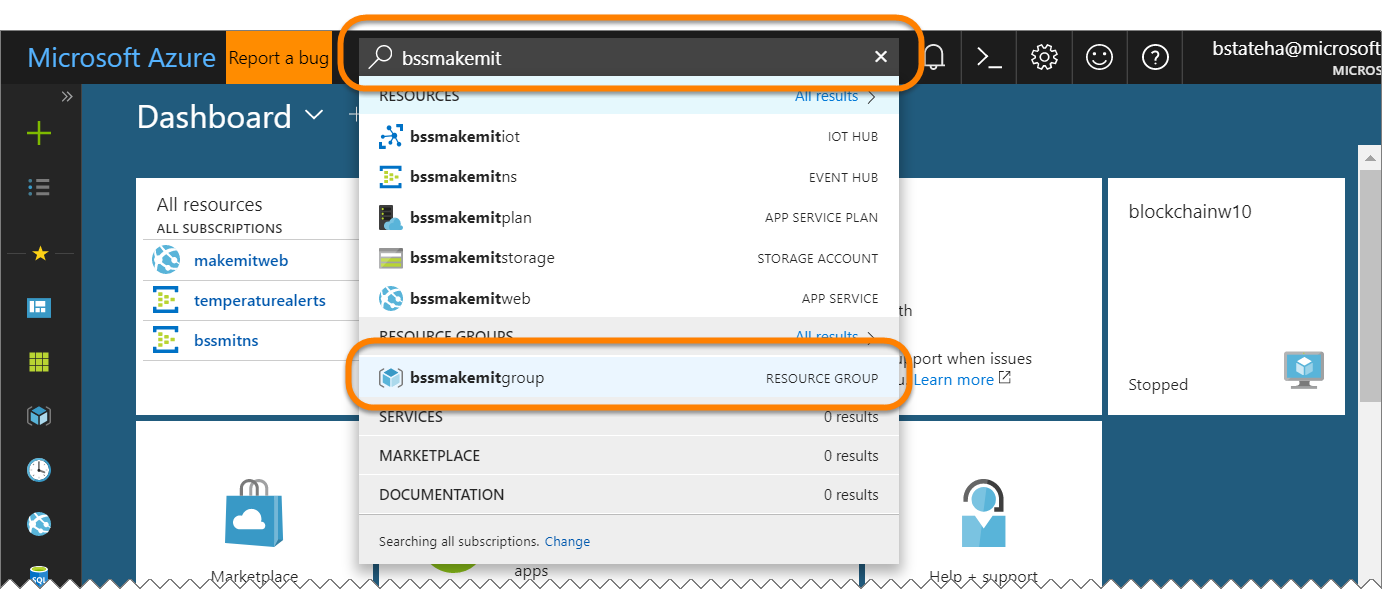 Microsoft Azure
Report a bug
bssmakemit
bstateha@microsoft
MICROS
Dashboard
RESOURCES All results
bssmakemitiot IOT HUB
bssmakemitns EVENT HUB
bssmakemitplan APP SERVICE PLAN
bssmakemitstorage STORAGE ACCOUNT
bssmakemitweb APP SERVICE
RESOURCE GROUPS All results
bssmakemitgroup RESOURCE GROUP
SERVICES 0 results
MARKETPLACE 0 results
DOCUMENTATION 0 results
Searching all subscriptions. Change
All resources
ALL SUBSCRIPTIONS
makemitweb
temperaturealerts
bssmitns
when issues
Learn more
blockchainw10
Stopped
Marketplace
apps
Help + support
SQL